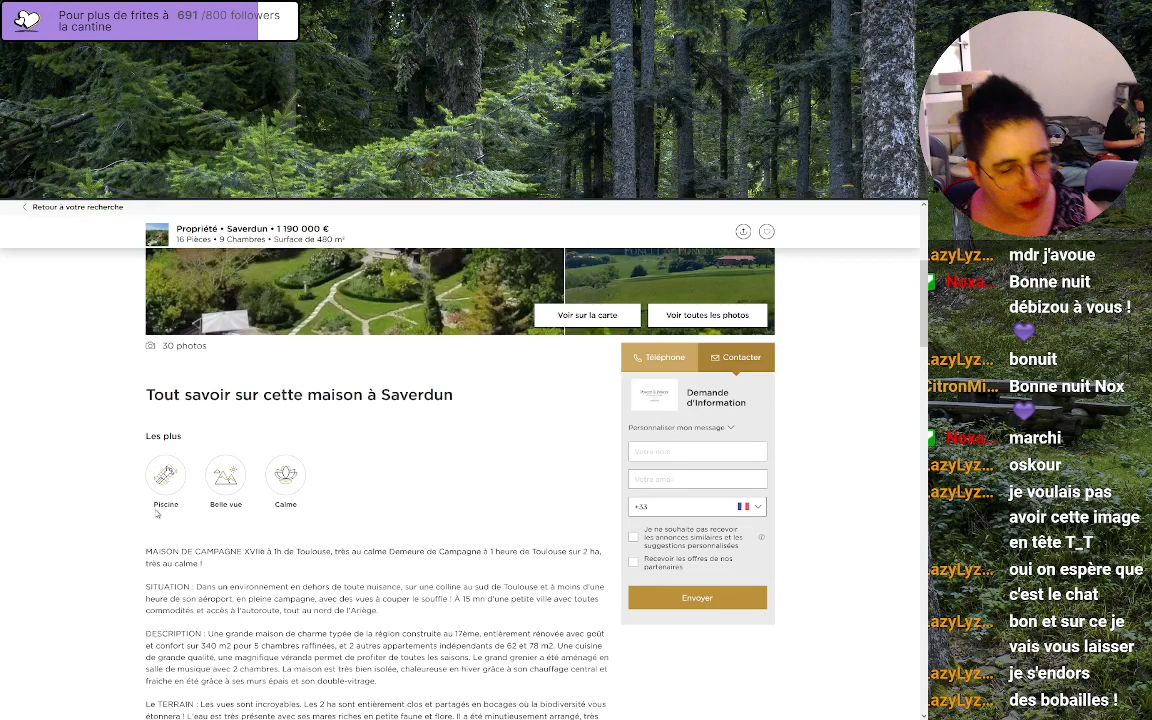 Pour plus de frites à 691 /800 followers
la cantine
Retour à votre recherche
Propriété • Saverdun • 1 190 000 €
16 Pièces • 9 Chambres • Surface de 480 m²
Voir sur la carte
Voir toutes les photos
30 photos
Tout savoir sur cette maison à Saverdun
Les plus
Piscine
Belle vue
Calme
MAISON DE CAMPAGNE XVIIè à 1h de Toulouse, très au calme Demeure de Campagne à 1 heure de Toulouse sur 2 ha,
très au calme !
SITUATION : Dans un environnement en dehors de toute nuisance, sur une colline au sud de Toulouse et à moins d'une
heure de son aéroport, en pleine campagne, avec des vues à couper le souffle ! À 15 mn d'une petite ville avec toutes
commodités et accès à l'autoroute, tout au nord de l'Ariège.
DESCRIPTION : Une grande maison de charme typée de la région construite au 17ème, entièrement rénovée avec goût
et confort sur 340 m2 pour 5 chambres raffinées, et 2 autres appartements indépendants de 62 et 78 m2. Une cuisine
de grande qualité, une magnifique véranda permet de profiter de toutes les saisons. Le grand grenier a été aménagé en
salle de musique avec 2 chambres. La maison est très bien isolée, chaleureuse en hiver grâce à son chauffage central et
fraiche en été grâce à ses murs épais et son double-vitrage.
Le TERRAIN : Les vues sont incroyables. Les 2 ha sont entièrement clos et partagés en bocages où la biodiversité vous
étonnera ! L'eau est très présente avec ses mares riches en petite faune et flore. Il a été minutieusement arrangé, très
Téléphone
Contacter
Demande
d'Information
Personnaliser mon message
Votre nom
Votre email
+33
Je ne souhaite pas recevoir
les annonces similaires et les
suggestions personnalisées
Recevoir les offres de nos
partenaires
Envoyer
LazyLyz... mdr j'avoue
Noxa... Bonne nuit
débizou à vous !
LazyLyz... bonuit
CitronMi... Bonne nuit Nox
Noxa... marchi
LazyLyz... oskour
LazyLyz... je voulais pas
avoir cette image
en tête T_T
LazyLyz... oui on espère que
c'est le chat
LazyLyz... bon et sur ce je
vais vous laisser
LazyLyz... je s'endors
LazyLyz... des bobailles !